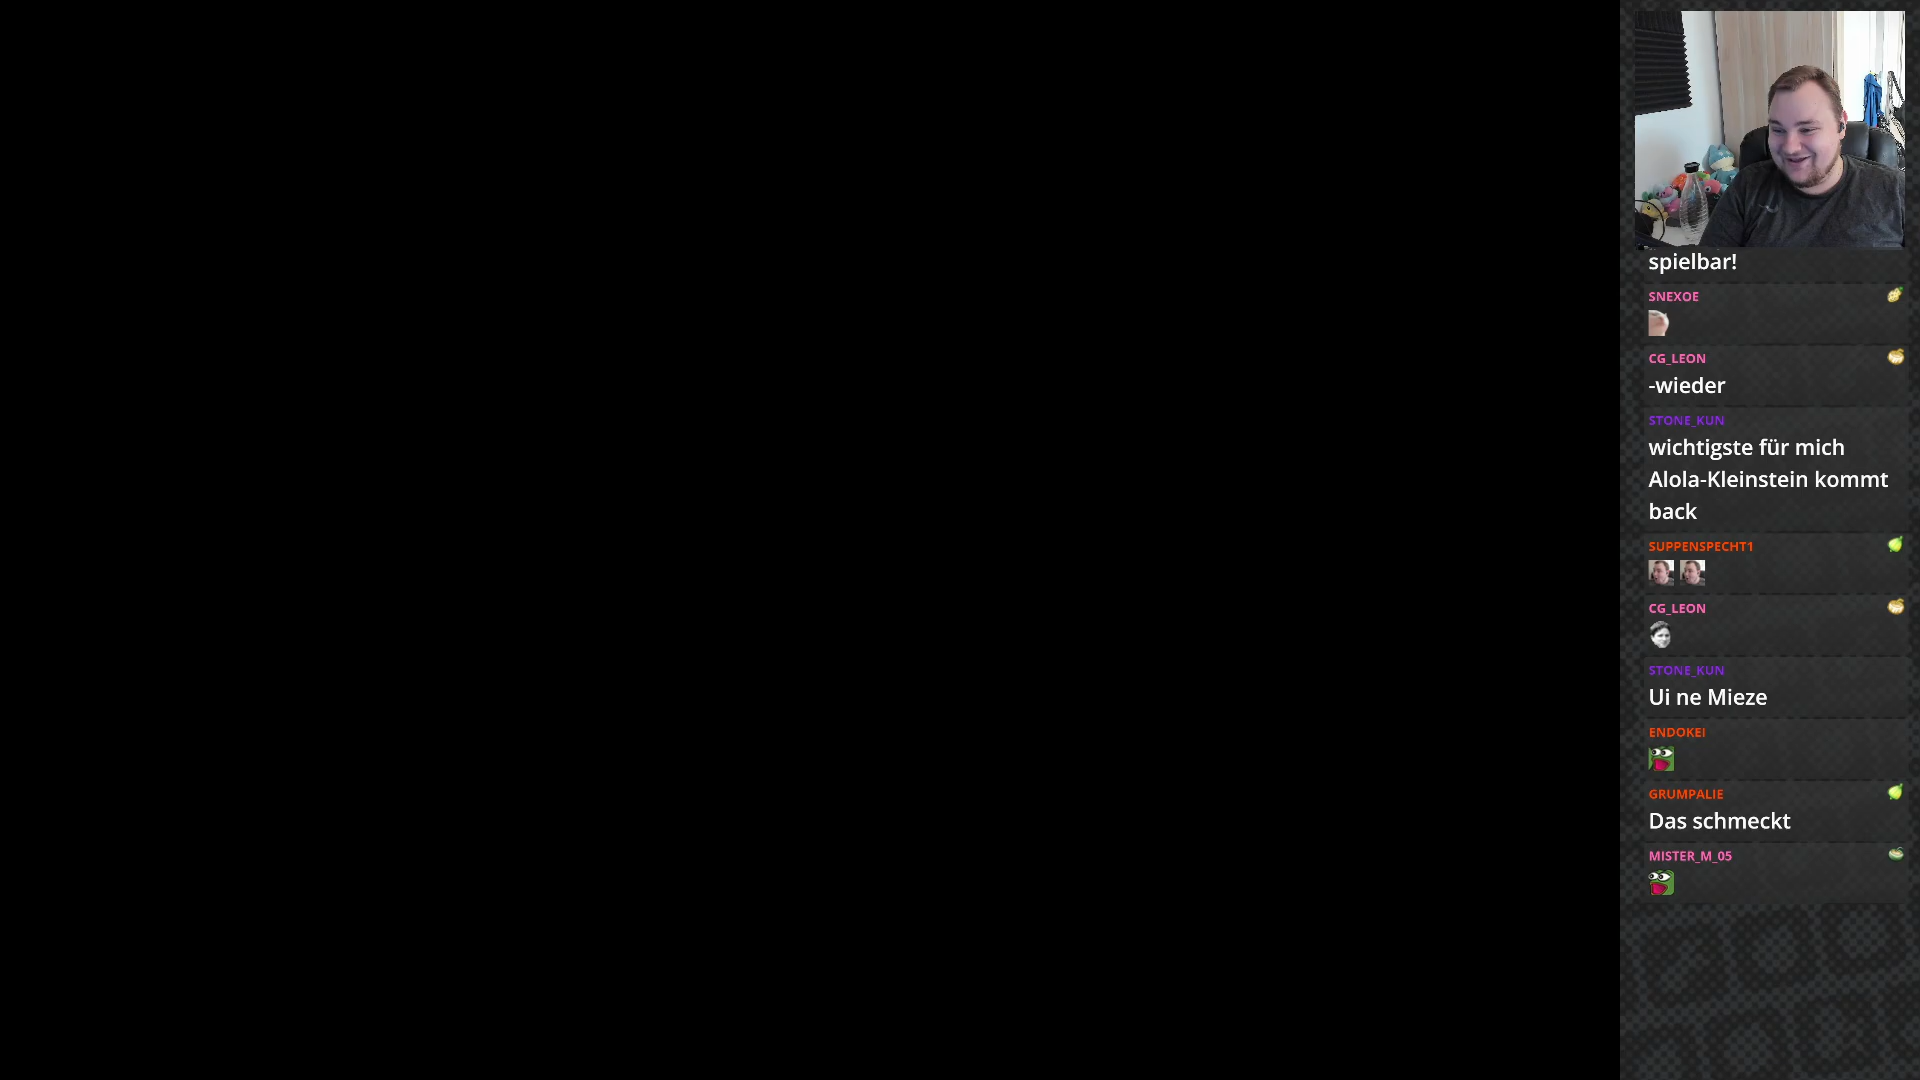 spielbar!
SNEXOE
CG_LEON
-wieder
STONE_KUN
wichtigste für mich
Alola-Kleinstein kommt
back
SUPPENSPECHT1
CG_LEON
STONE_KUN
Ui ne Mieze
ENDOKEI
GRUMPALIE
Das schmeckt
MISTER_M_05